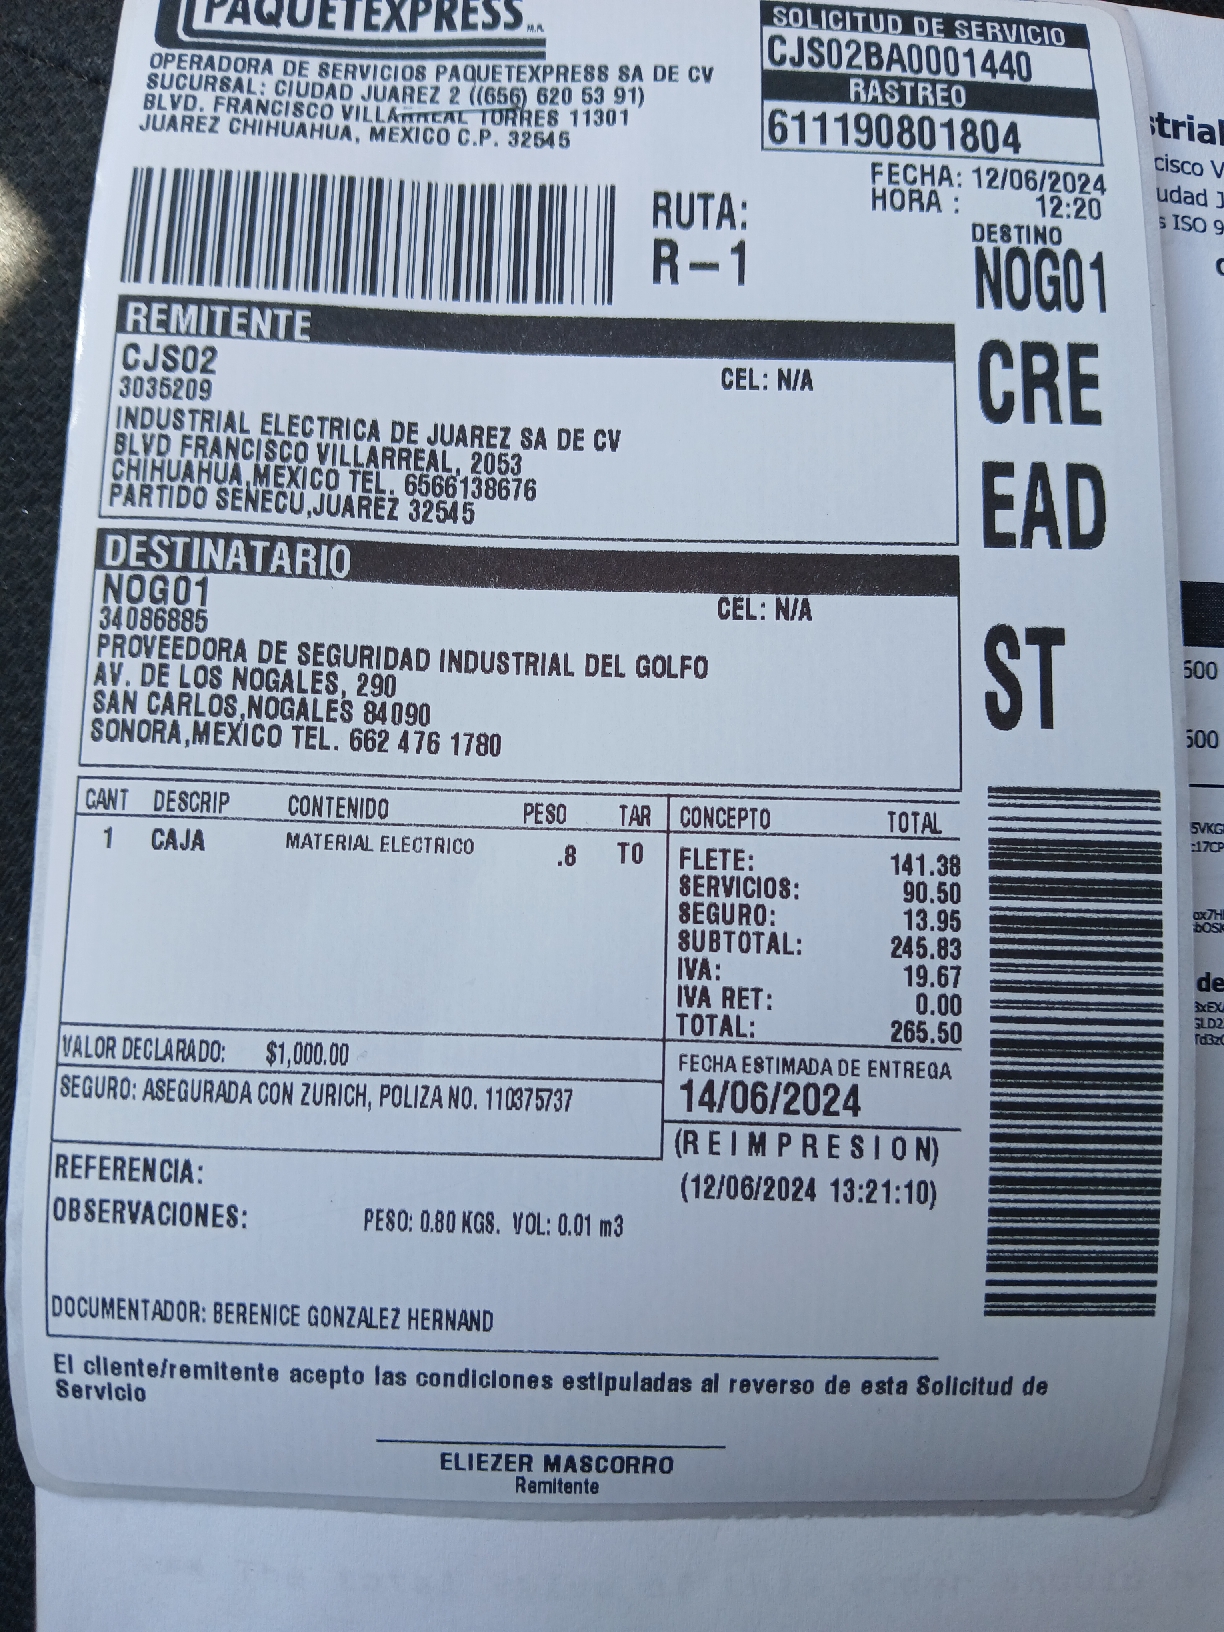 PAQUETEXPRESS
OPERADORA DE SERVICIOS PAQUETEXPRESS SA DE CV
SUCURSAL: CIUDAD JUAREZ 2 ((656) 620 53 91)
BLVD. FRANCISCO VILLARREAL TORRES 11301
JUAREZ CHIHUAHUA, MEXICO C.P. 32545
SOLICITUD DE SERVICIO
CJS02BA0001440
RASTREO
611190801804
FECHA: 12/06/2024
HORA : 12:20
RUTA:
R-1
DESTINO
NOG01
CRE
EAD
ST
REMITENTE
CJS02 CEL: N/A
3035209
INDUSTRIAL ELECTRICA DE JUAREZ SA DE CV
BLVD FRANCISCO VILLARREAL, 2053
CHIHUAHUA,MEXICO TEL. 6566138676
PARTIDO SENECU,JUAREZ 32545
DESTINATARIO
NOG01 CEL: N/A
34086885
PROVEEDORA DE SEGURIDAD INDUSTRIAL DEL GOLFO
AV. DE LOS NOGALES, 290
SAN CARLOS,NOGALES 84090
SONORA,MEXICO TEL. 662 476 1780
CANT DESCRIP CONTENIDO PESO TAR
1 CAJA MATERIAL ELECTRICO .8 T0
CONCEPTO TOTAL
FLETE: 141.38
SERVICIOS: 90.50
SEGURO: 13.95
SUBTOTAL: 245.83
IVA: 19.67
IVA RET: 0.00
TOTAL: 265.50
VALOR DECLARADO: $1,000.00
SEGURO: ASEGURADA CON ZURICH, POLIZA NO. 110375737
FECHA ESTIMADA DE ENTREGA
14/06/2024
(REIMPRESION)
(12/06/2024 13:21:10)
REFERENCIA:
OBSERVACIONES: PESO: 0.80 KGS. VOL: 0.01 m3
DOCUMENTADOR: BERENICE GONZALEZ HERNAND
El cliente/remitente acepto las condiciones estipuladas al reverso de esta Solicitud de
Servicio
ELIEZER MASCORRO
Remitente